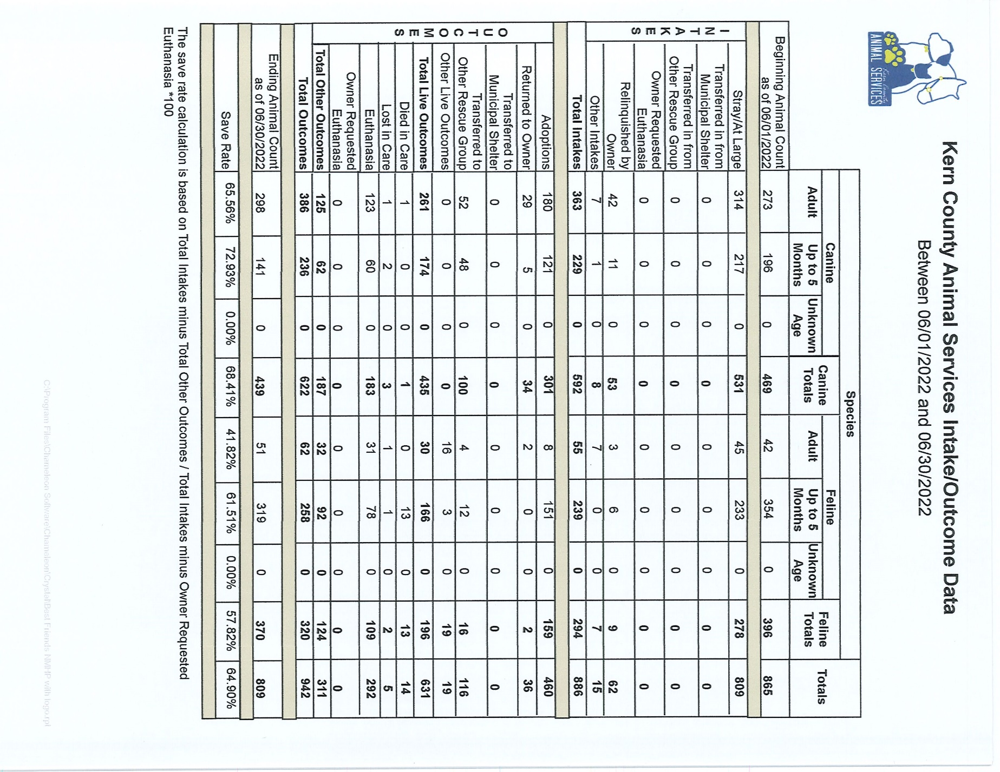 Kern County
ANIMAL SERVICES
Kern County Animal Services Intake/Outcome Data
Between 06/01/2022 and 06/30/2022
Species
Canine Canine Totals Feline Feline Totals Totals
Adult Up to 5 Months Unknown Age Adult Up to 5 Months Unknown Age
Beginning Animal Count as of 06/01/2022 273 196 0 469 42 354 0 396 865
INTAKES
Stray/At Large 314 217 0 531 45 233 0 278 809
Transferred in from Municipal Shelter 0 0 0 0 0 0 0 0 0
Transferred in from Other Rescue Group 0 0 0 0 0 0 0 0 0
Owner Requested Euthanasia 0 0 0 0 0 0 0 0 0
Relinquished by Owner 42 11 0 53 3 6 0 9 62
Other Intakes 7 1 0 8 7 0 0 7 15
Total Intakes 363 229 0 592 55 239 0 294 886
OUTCOMES
Adoptions 180 121 0 301 8 151 0 159 460
Returned to Owner 29 5 0 34 2 0 0 2 36
Transferred to Municipal Shelter 0 0 0 0 0 0 0 0 0
Transferred to Other Rescue Group 52 48 0 100 4 12 0 16 116
Other Live Outcomes 0 0 0 0 16 3 0 19 19
Total Live Outcomes 261 174 0 435 30 166 0 196 631
Died in Care 1 0 0 1 0 13 0 13 14
Lost in Care 1 2 0 3 1 1 0 2 5
Euthanasia 123 60 0 183 31 78 0 109 292
Owner Requested Euthanasia 0 0 0 0 0 0 0 0 0
Total Other Outcomes 125 62 0 187 32 92 0 124 311
Total Outcomes 386 236 0 622 62 258 0 320 942
Ending Animal Count as of 06/30/2022 298 141 0 439 51 319 0 370 809
Save Rate 65.56% 72.93% 0.00% 68.41% 41.82% 61.51% 0.00% 57.82% 64.90%
The save rate calculation is based on Total Intakes minus Total Other Outcomes / Total Intakes minus Owner Requested
Euthanasia *100
C:\Program Files\Chameleon Software\Chameleon\Crystal\Best Friends NMHP with logo.rpt